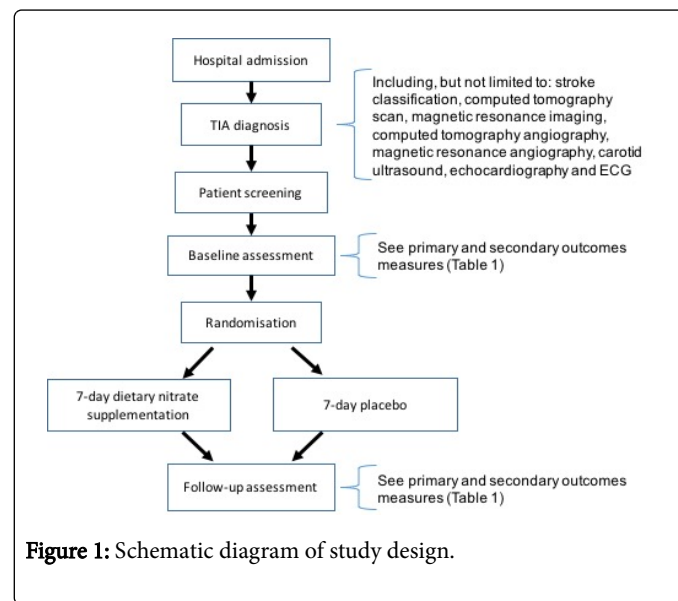 Hospital admission
Including, but not limited to: stroke
classification, computed tomography
scan, magnetic resonance imaging,
computed tomography angiography,
magnetic resonance angiography, carotid
ultrasound, echocardiography and ECG
TIA diagnosis
Patient screening
Baseline assessment
See primary and secondary outcomes
measures (Table 1)
Randomisation
7-day dietary nitrate
supplementation
7-day placebo
Follow-up assessment
See primary and secondary outcomes
measures (Table 1)
Figure 1: Schematic diagram of study design.